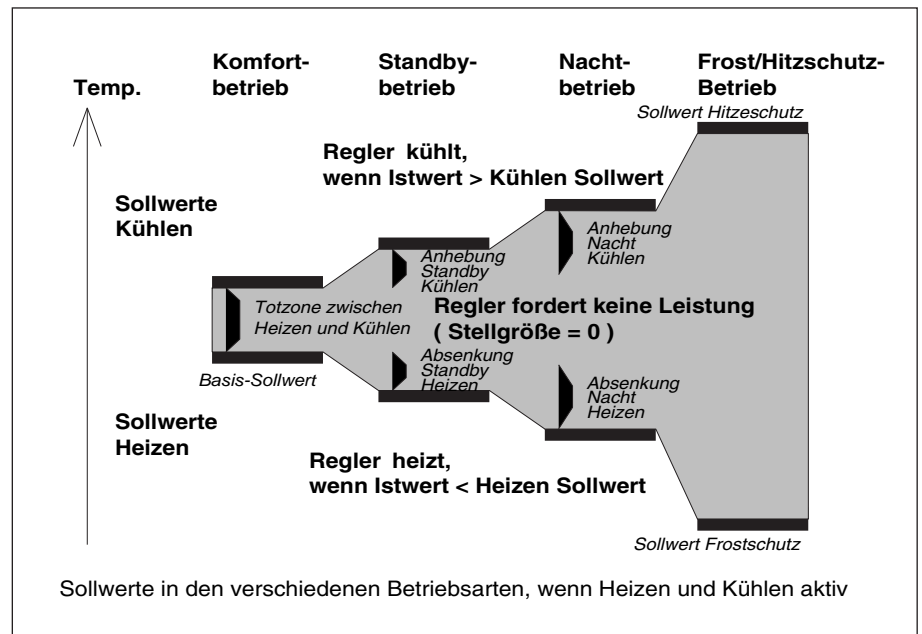 Komfort-
betrieb
Standby-
betrieb
Nacht-
betrieb
Frost/Hitzschutz-
Betrieb
Temp.
Sollwert Hitzeschutz
Regler kühlt,
wenn Istwert > Kühlen Sollwert
Sollwerte
Kühlen
Anhebung
Standby
Kühlen
Anhebung
Nacht
Kühlen
Totzone zwischen
Heizen und Kühlen
Regler fordert keine Leistung
( Stellgröße = 0 )
Basis-Sollwert
Absenkung
Standby
Heizen
Absenkung
Nacht
Heizen
Sollwerte
Heizen
Regler heizt,
wenn Istwert < Heizen Sollwert
Sollwert Frostschutz
Sollwerte in den verschiedenen Betriebsarten, wenn Heizen und Kühlen aktiv